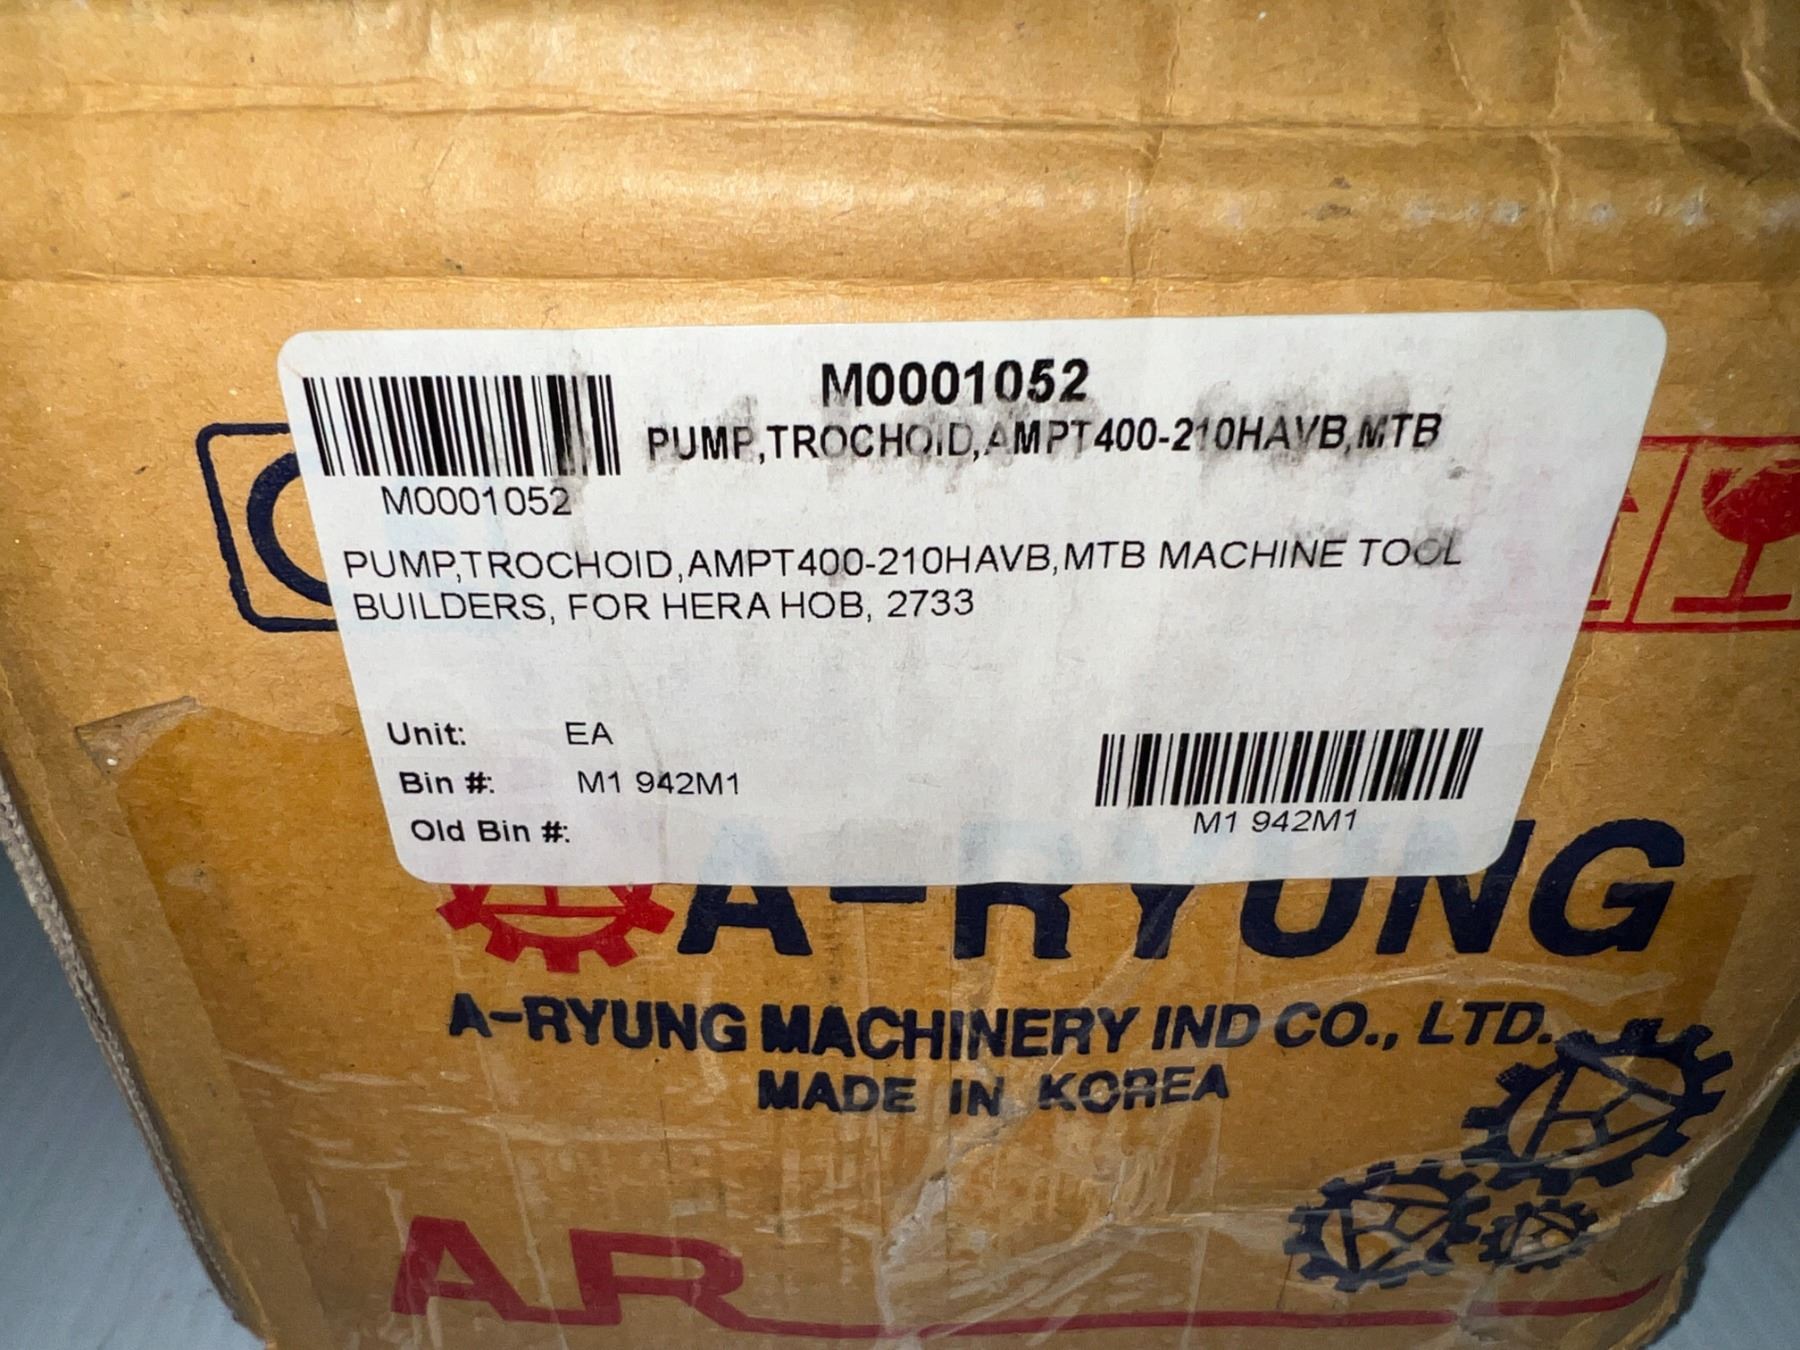 M0001052
PUMP,TROCHOID,AMPT400-210HAVB,MTB
M0001052
PUMP,TROCHOID,AMPT400-210HAVB,MTB MACHINE TOOL
BUILDERS, FOR HERA HOB, 2733
Unit: EA
Bin #: M1 942M1
Old Bin #:
M1 942M1
A-RYUNG
A-RYUNG MACHINERY IND CO., LTD.
MADE IN KOREA
AR